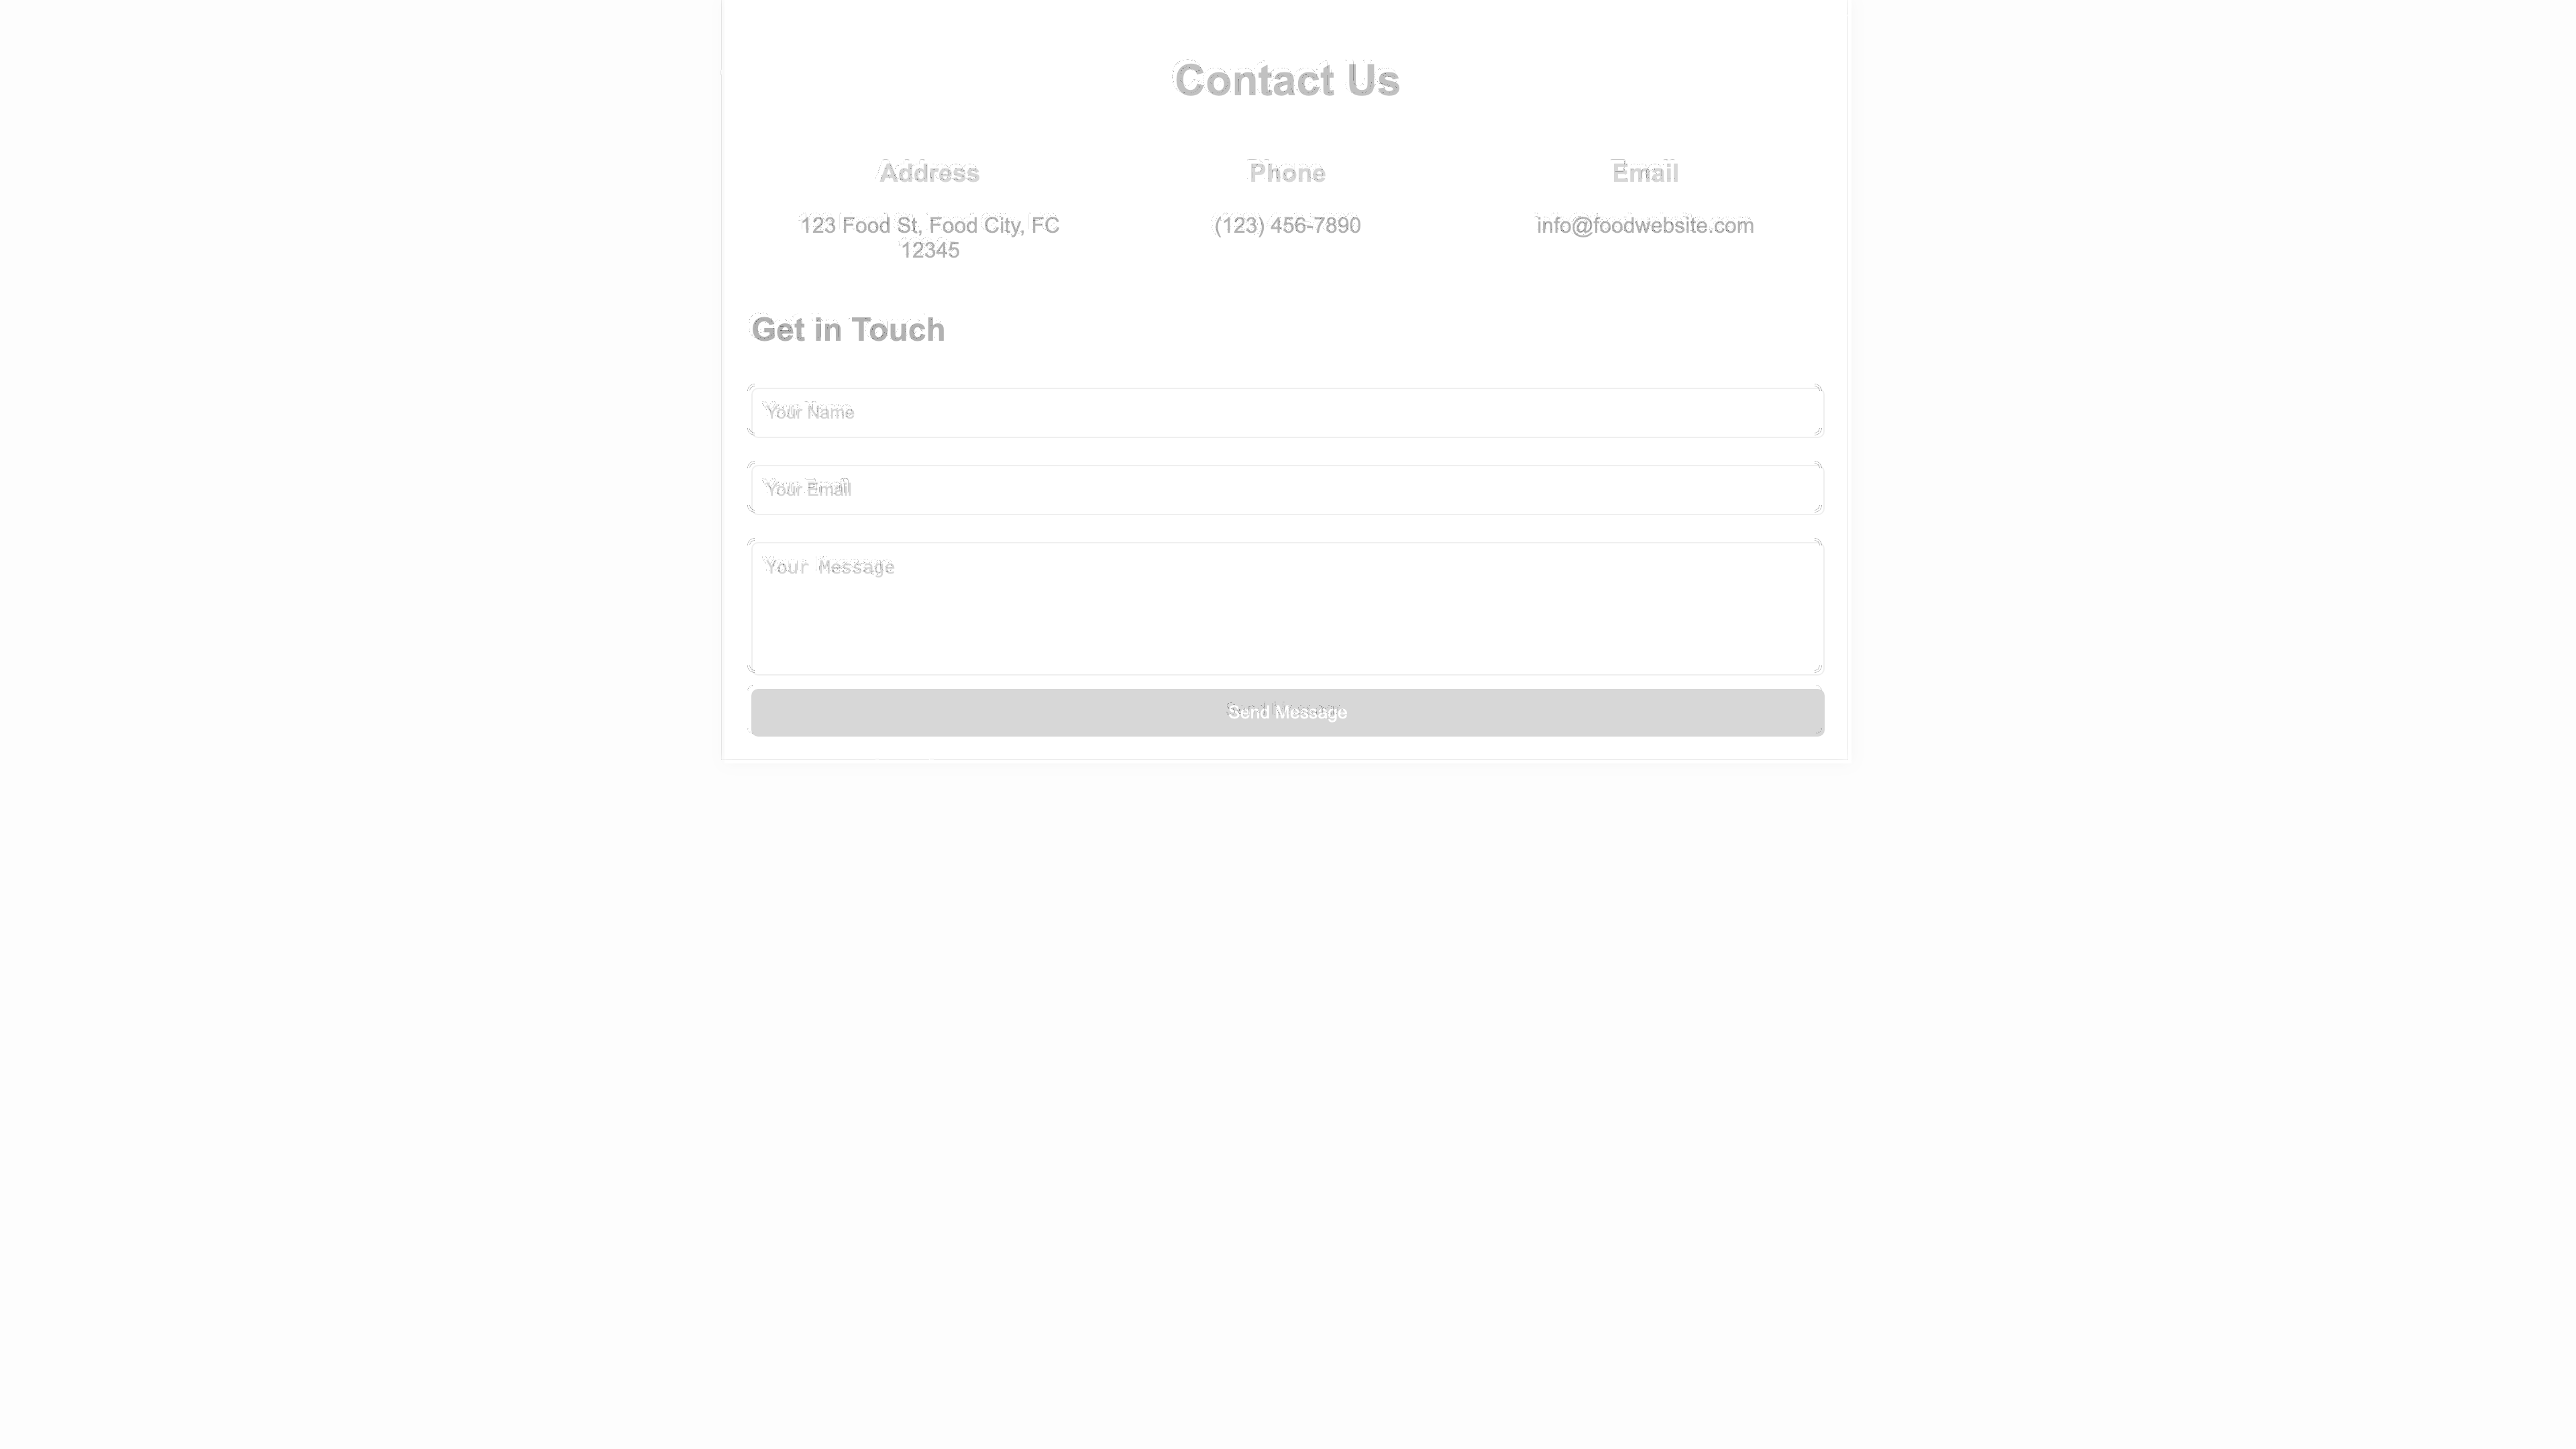 Contact Us
Address
Phone
Email
123 Food St, Food City, FC
12345
(123) 456-7890
info@foodwebsite.com
Get in Touch
Your Name
Your Email
Your Message
Send Message